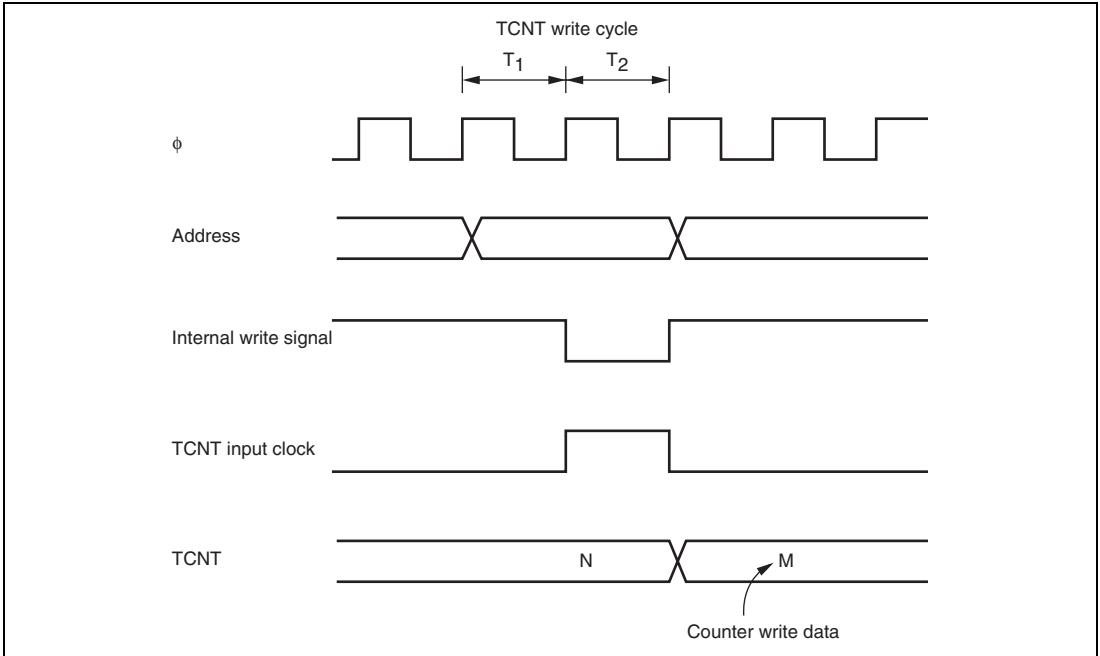 TCNT write cycle
T1 T2
φ
Address
Internal write signal
TCNT input clock
TCNT N M
Counter write data